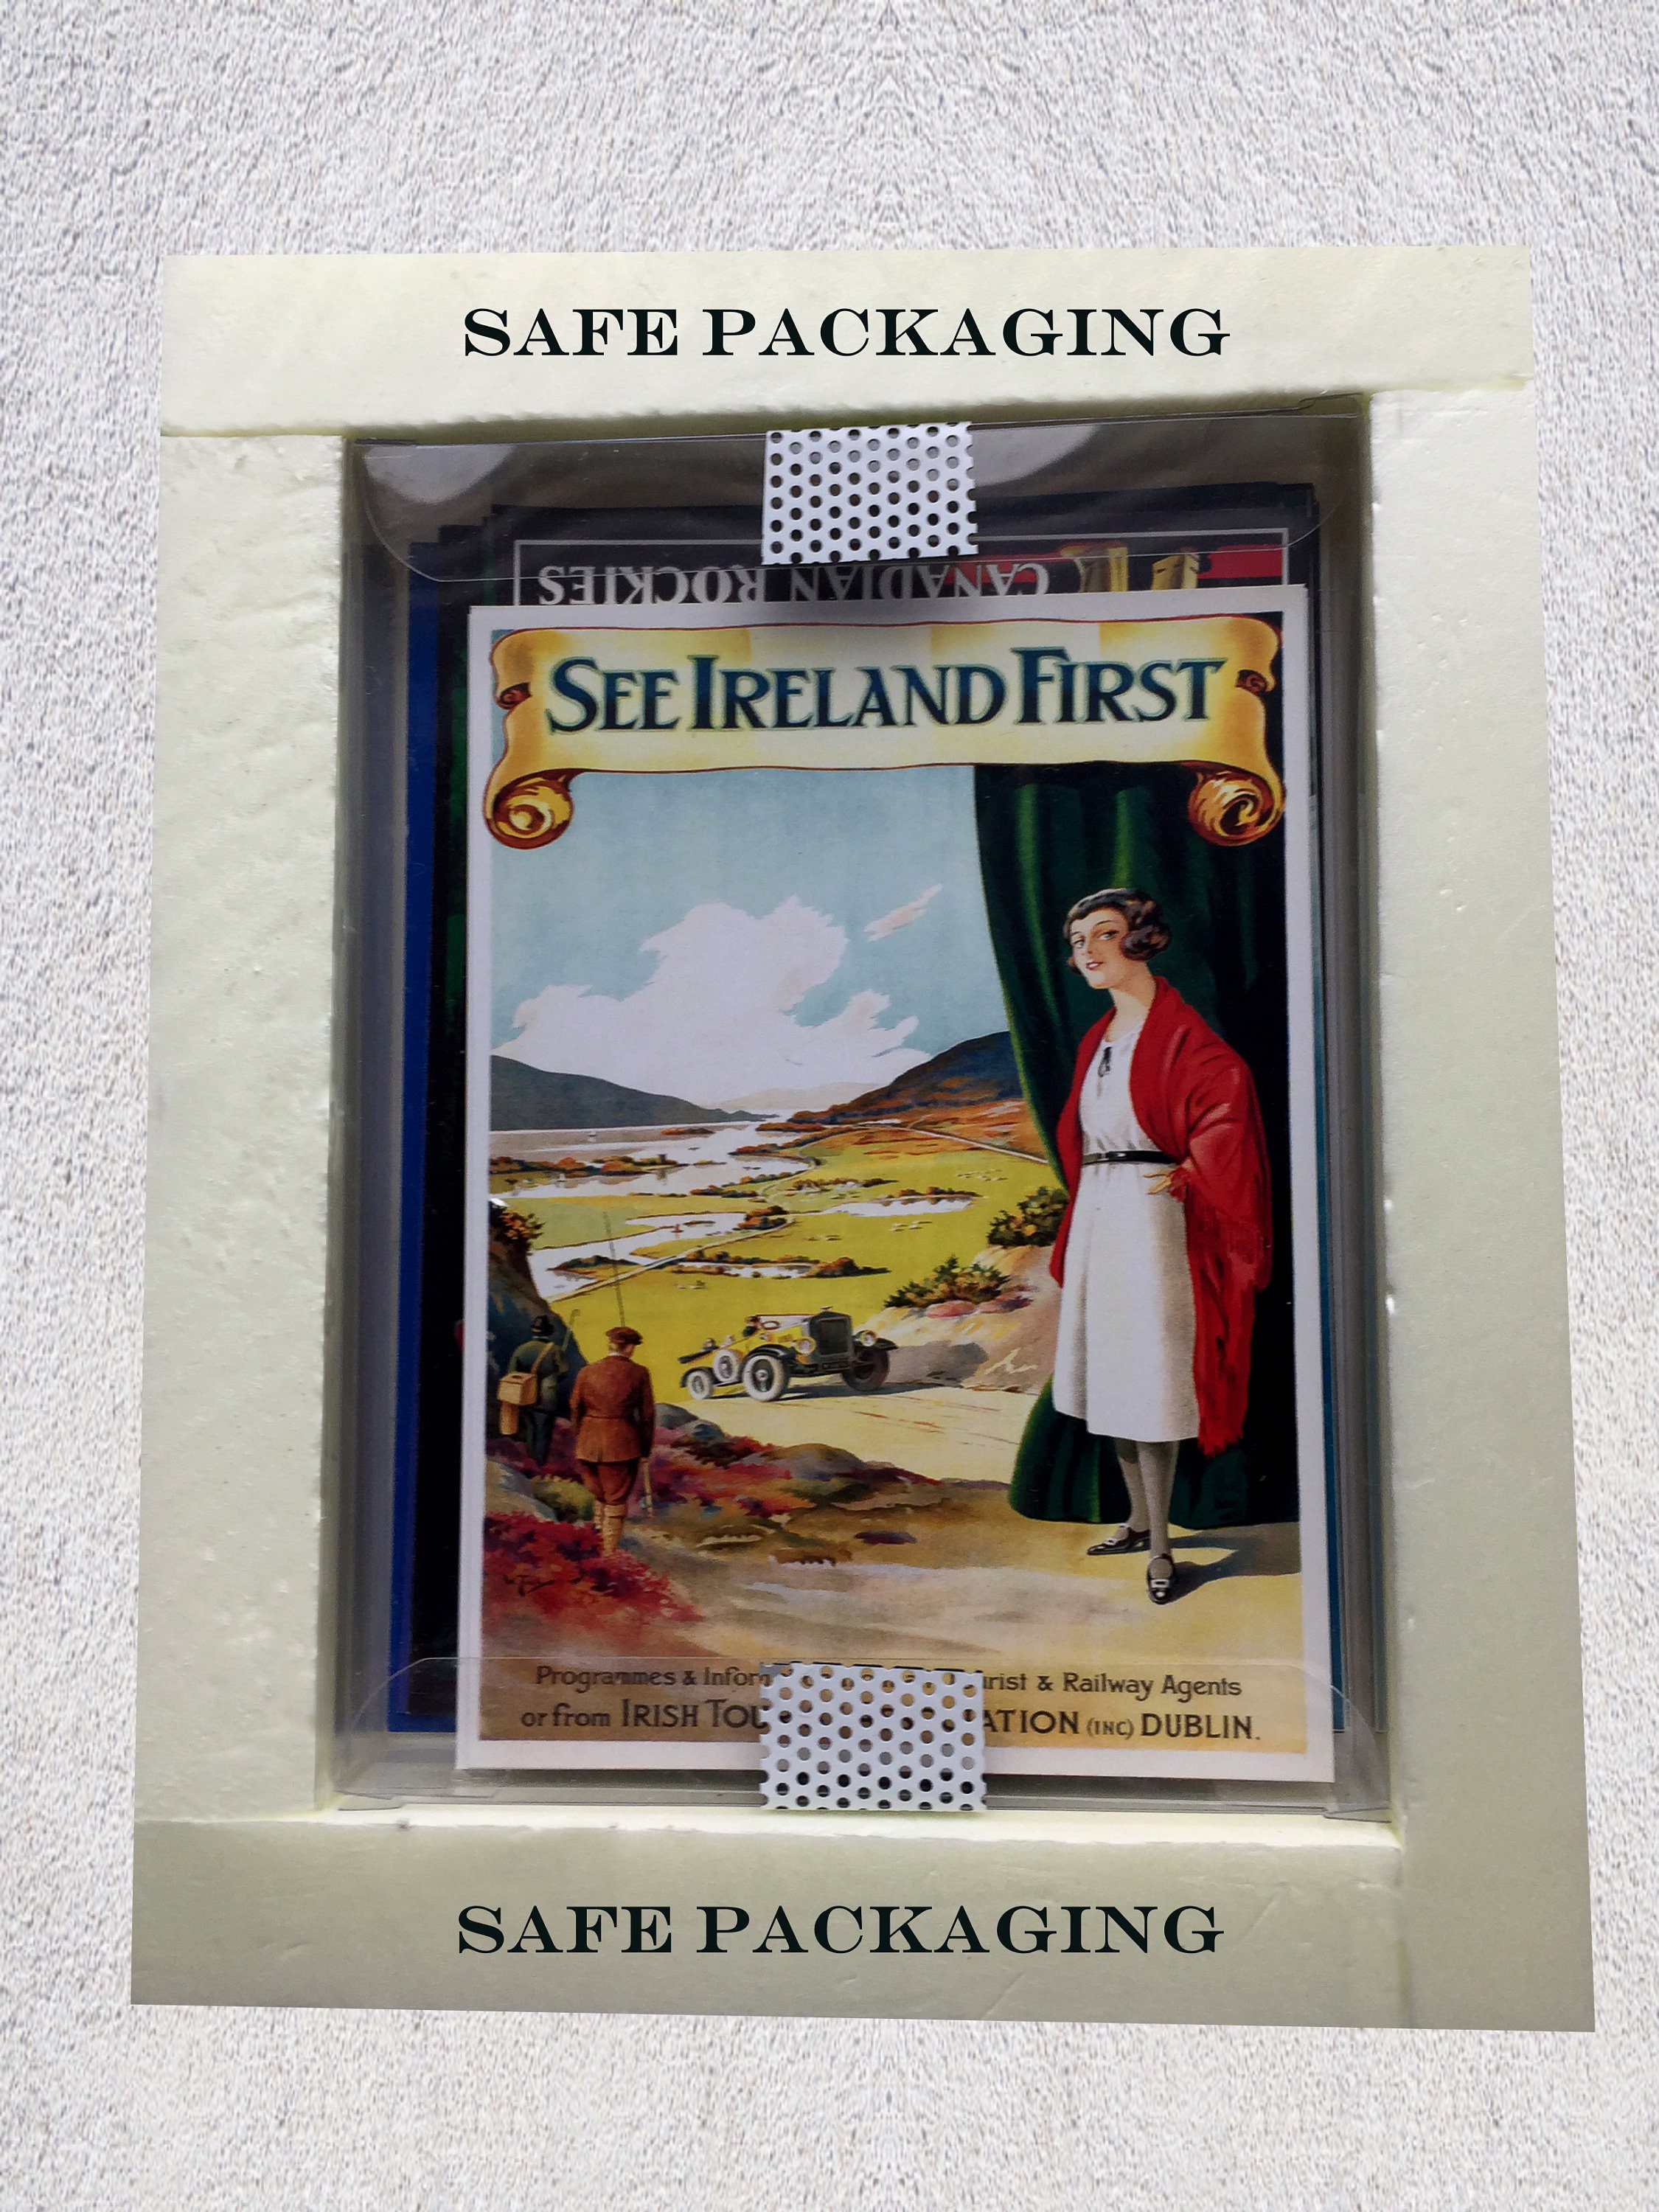 SAFE PACKAGING
CANADIAN ROCKIES
SEE IRELAND FIRST
Programmes & Infor urist & Railway Agents
or from IRISH TOU ATION (INC) DUBLIN.
SAFE PACKAGING